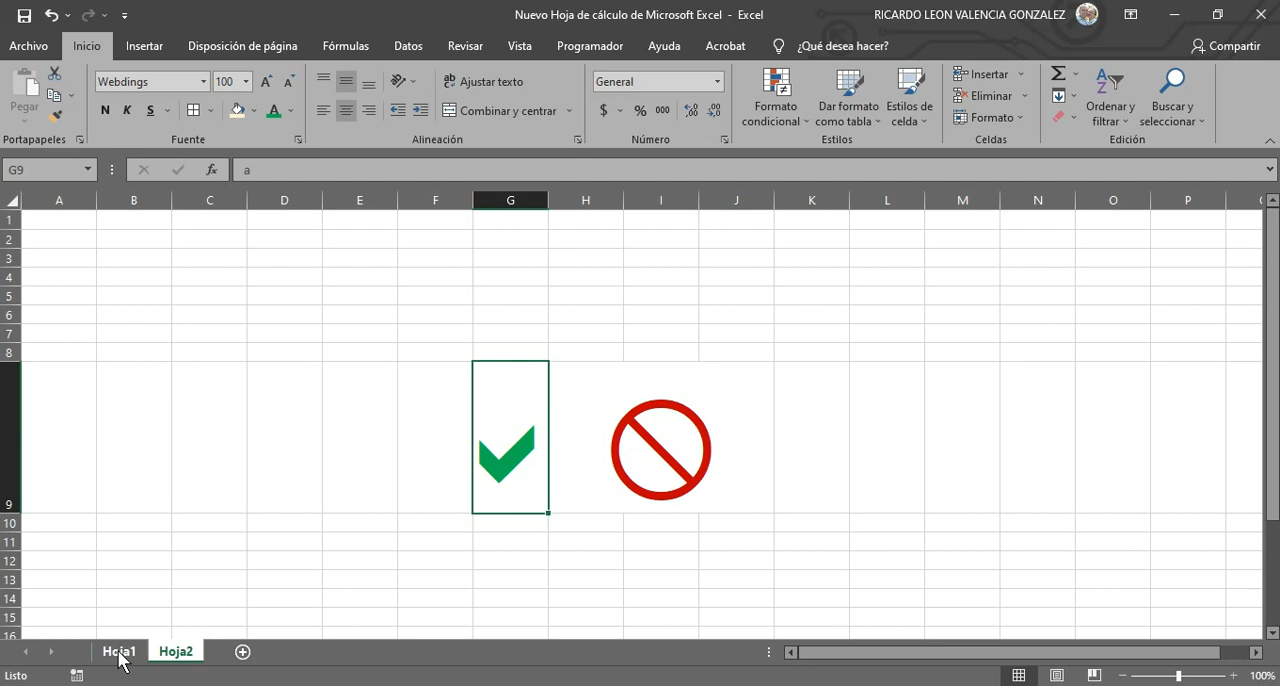 Nuevo Hoja de cálculo de Microsoft Excel - Excel
RICARDO LEON VALENCIA GONZALEZ
Archivo Inicio Insertar Disposición de página Fórmulas Datos Revisar Vista Programador Ayuda Acrobat ¿Qué desea hacer? Compartir
Pegar
Portapapeles
Webdings 100
N K S
Fuente
Ajustar texto
Combinar y centrar
Alineación
General
$ % 000
Número
Formato condicional
Dar formato como tabla
Estilos de celda
Estilos
Insertar
Eliminar
Formato
Celdas
Ordenar y filtrar
Buscar y seleccionar
Edición
G9 fx a
A B C D E F G H I J K L M N O P
1
2
3
4
5
6
7
8
9
10
11
12
13
14
15
16
Hoja1 Hoja2
Listo 100%